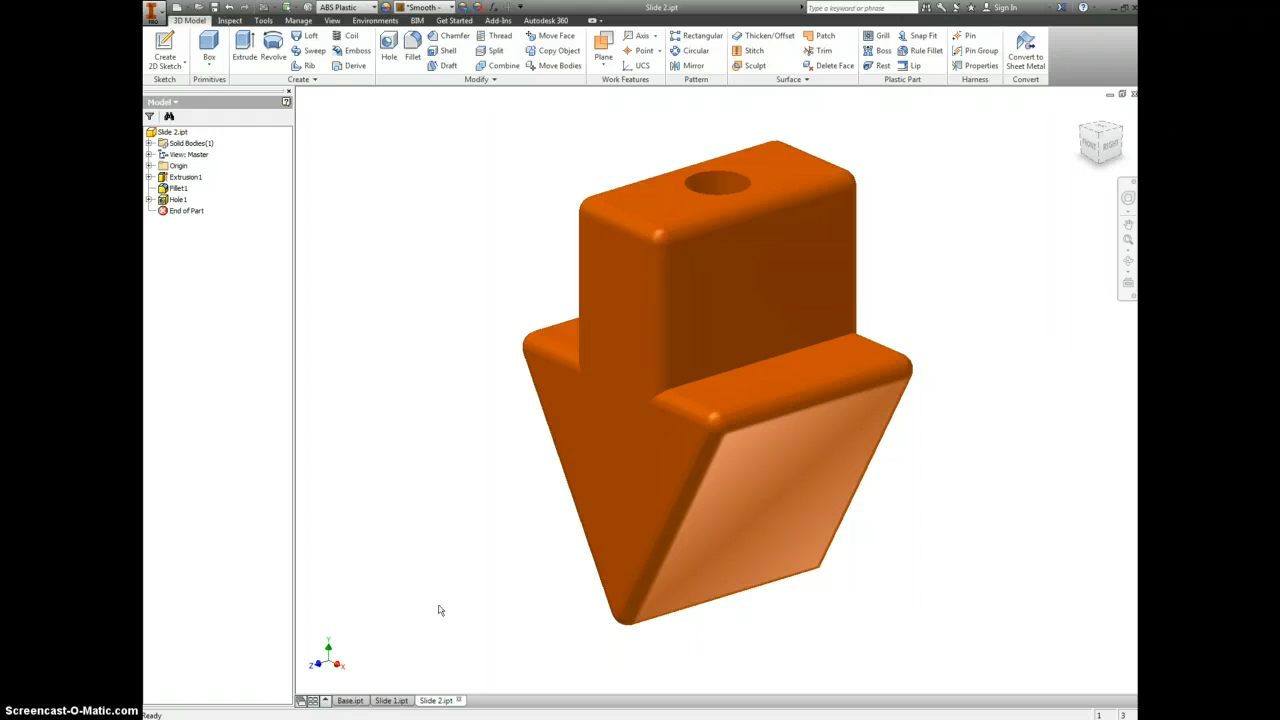 ABS Plastic
*Smooth -
Slide 2.ipt
Type a keyword or phrase
Sign In
PRO
3D Model Inspect Tools Manage View Environments BIM Get Started Add-Ins Autodesk 360
Create
2D Sketch
Box
Extrude
Revolve
Loft
Sweep
Rib
Coil
Emboss
Derive
Hole
Fillet
Chamfer
Shell
Draft
Thread
Split
Combine
Move Face
Copy Object
Move Bodies
Plane
Axis
Point
UCS
Rectangular
Circular
Mirror
Thicken/Offset
Stitch
Sculpt
Patch
Trim
Delete Face
Grill
Boss
Rest
Snap Fit
Rule Fillet
Lip
Pin
Pin Group
Properties
Convert to
Sheet Metal
Sketch Primitives Create Modify Work Features Pattern Surface Plastic Part Harness Convert
Model
Slide 2.ipt
Solid Bodies(1)
View: Master
Origin
Extrusion1
Fillet1
Hole1
End of Part
FRONT RIGHT
Y
Z X
Base.ipt Slide 1.ipt Slide 2.ipt
Screencast-O-Matic.com
Ready
1 3